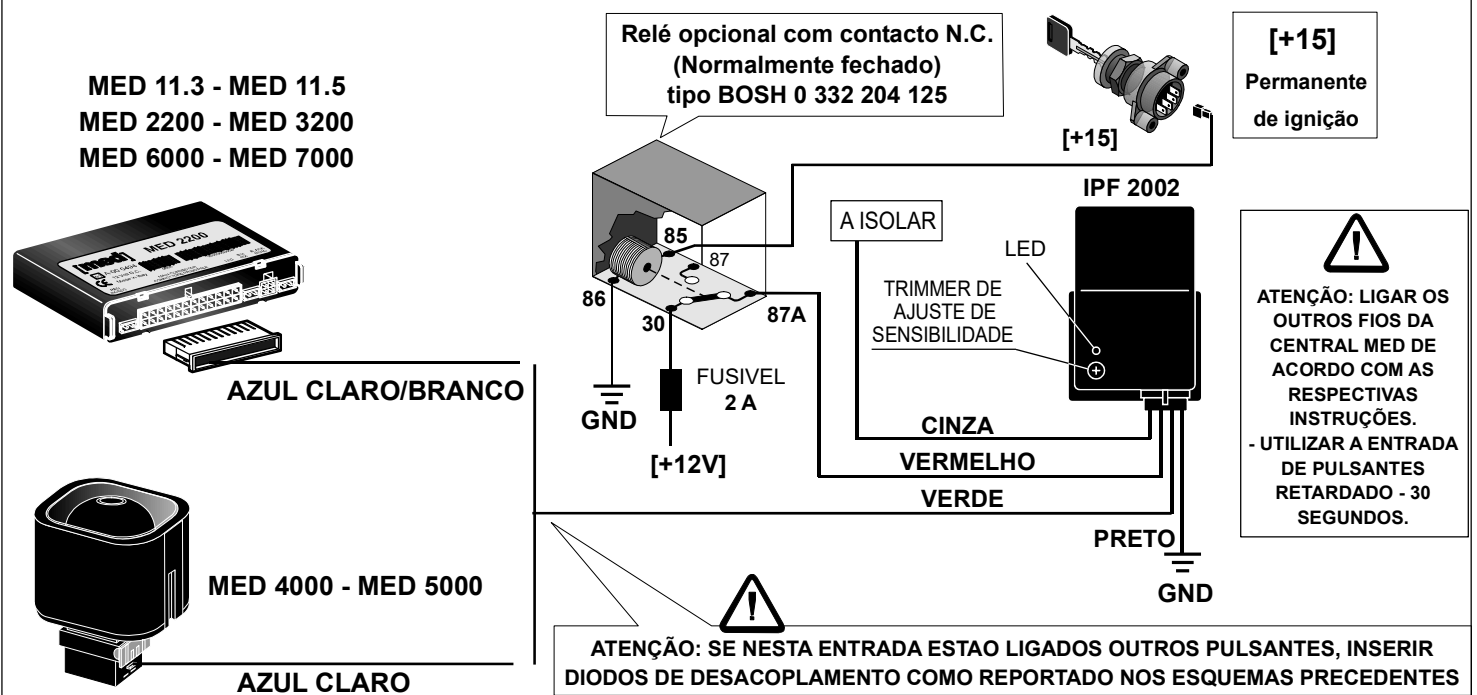 MED 11.3 - MED 11.5
MED 2200 - MED 3200
MED 6000 - MED 7000
Relé opcional com contacto N.C.
(Normalmente fechado)
tipo BOSH 0 332 204 125
[+15]
[+15]
Permanente
de ignição
IPF 2002
A ISOLAR
LED
TRIMMER DE
AJUSTE DE
SENSIBILIDADE
85
87
86
30
87A
GND
FUSIVEL
2 A
[+12V]
[med]
MED 2200
Made in Italy
AZUL CLARO/BRANCO
CINZA
VERMELHO
VERDE
PRETO
GND
ATENÇÃO: LIGAR OS
OUTROS FIOS DA
CENTRAL MED DE
ACORDO COM AS
RESPECTIVAS
INSTRUÇÕES.
- UTILIZAR A ENTRADA
DE PULSANTES
RETARDADO - 30
SEGUNDOS.
MED 4000 - MED 5000
AZUL CLARO
ATENÇÃO: SE NESTA ENTRADA ESTAO LIGADOS OUTROS PULSANTES, INSERIR
DIODOS DE DESACOPLAMENTO COMO REPORTADO NOS ESQUEMAS PRECEDENTES